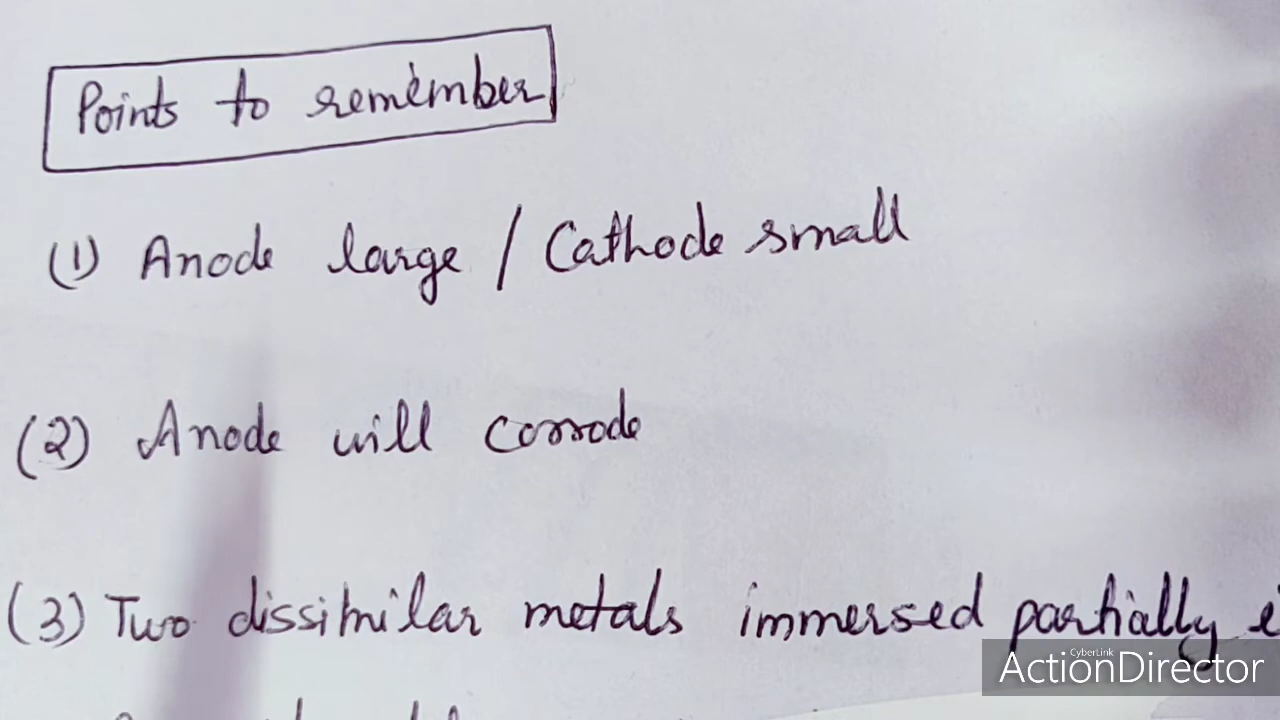 Points to remember
(1) Anode large / Cathode small
(2) Anode will corrode
(3) Two dissimilar metals immersed partially
CyberLink
ActionDirector